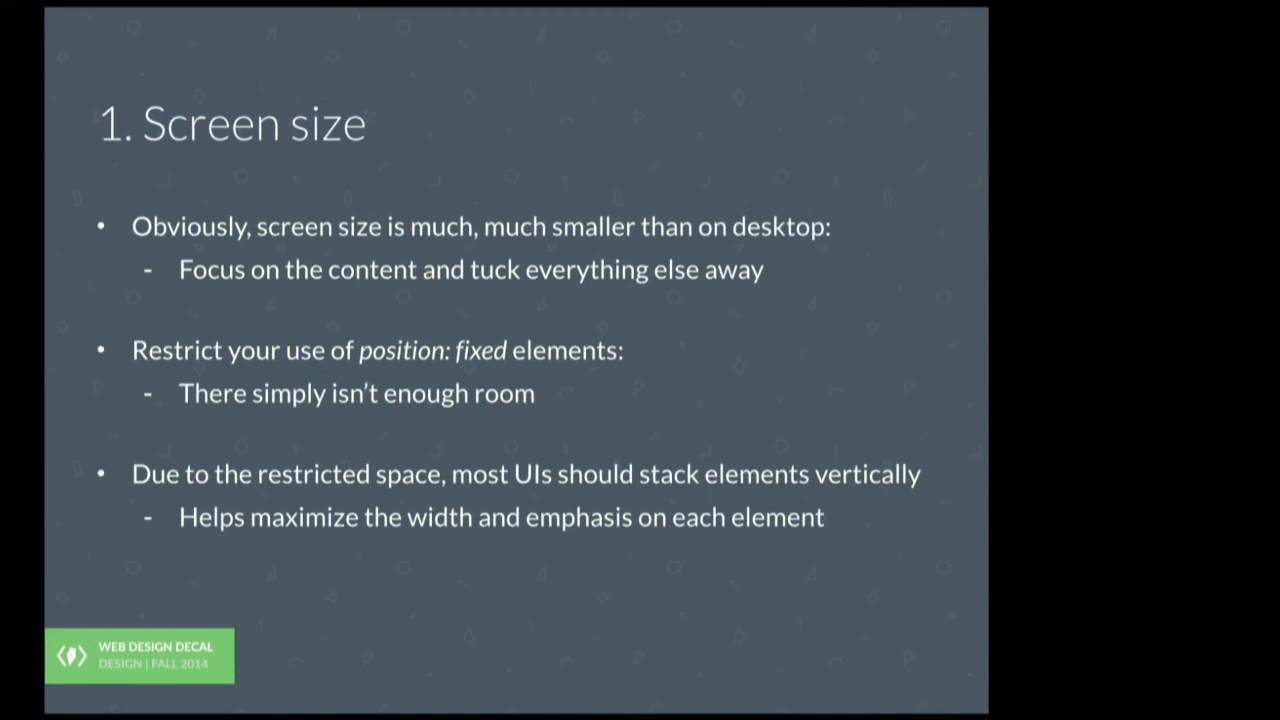 1. Screen size
• Obviously, screen size is much, much smaller than on desktop:
- Focus on the content and tuck everything else away
• Restrict your use of position: fixed elements:
- There simply isn’t enough room
• Due to the restricted space, most UIs should stack elements vertically
- Helps maximize the width and emphasis on each element
WEB DESIGN DECAL
DESIGN | FALL 2014